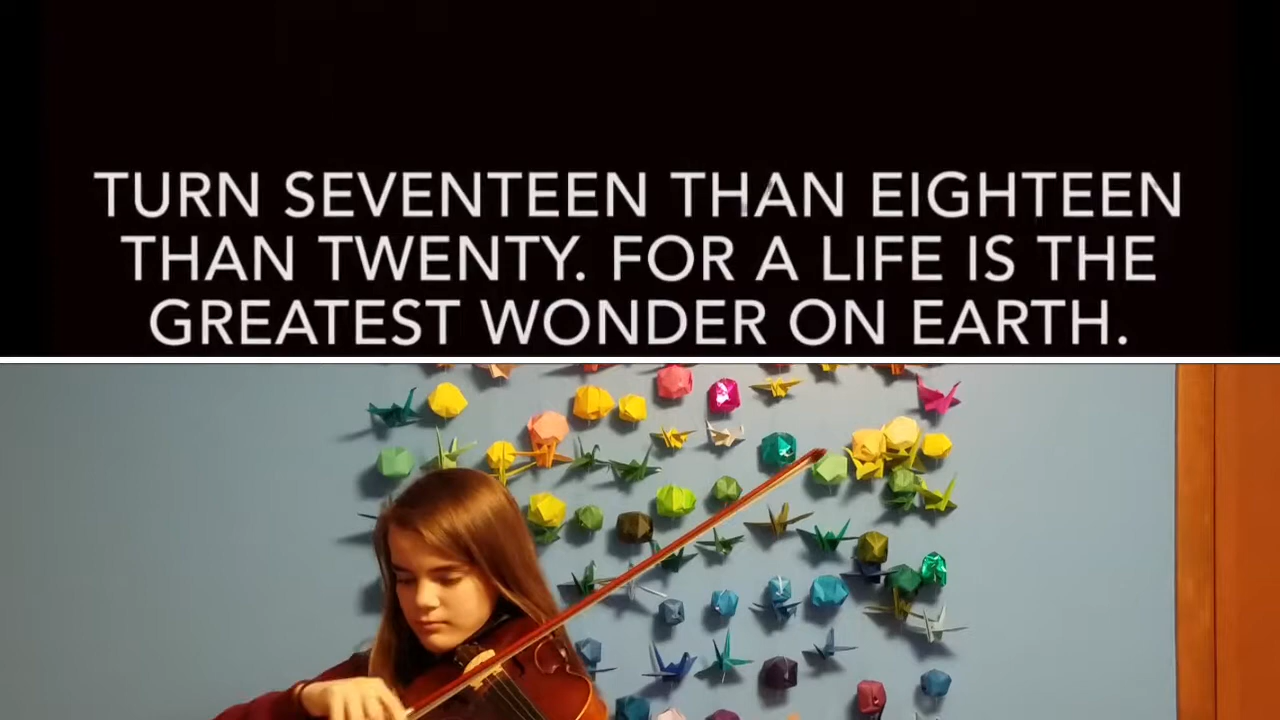 TURN SEVENTEEN THAN EIGHTEEN
THAN TWENTY. FOR A LIFE IS THE
GREATEST WONDER ON EARTH.